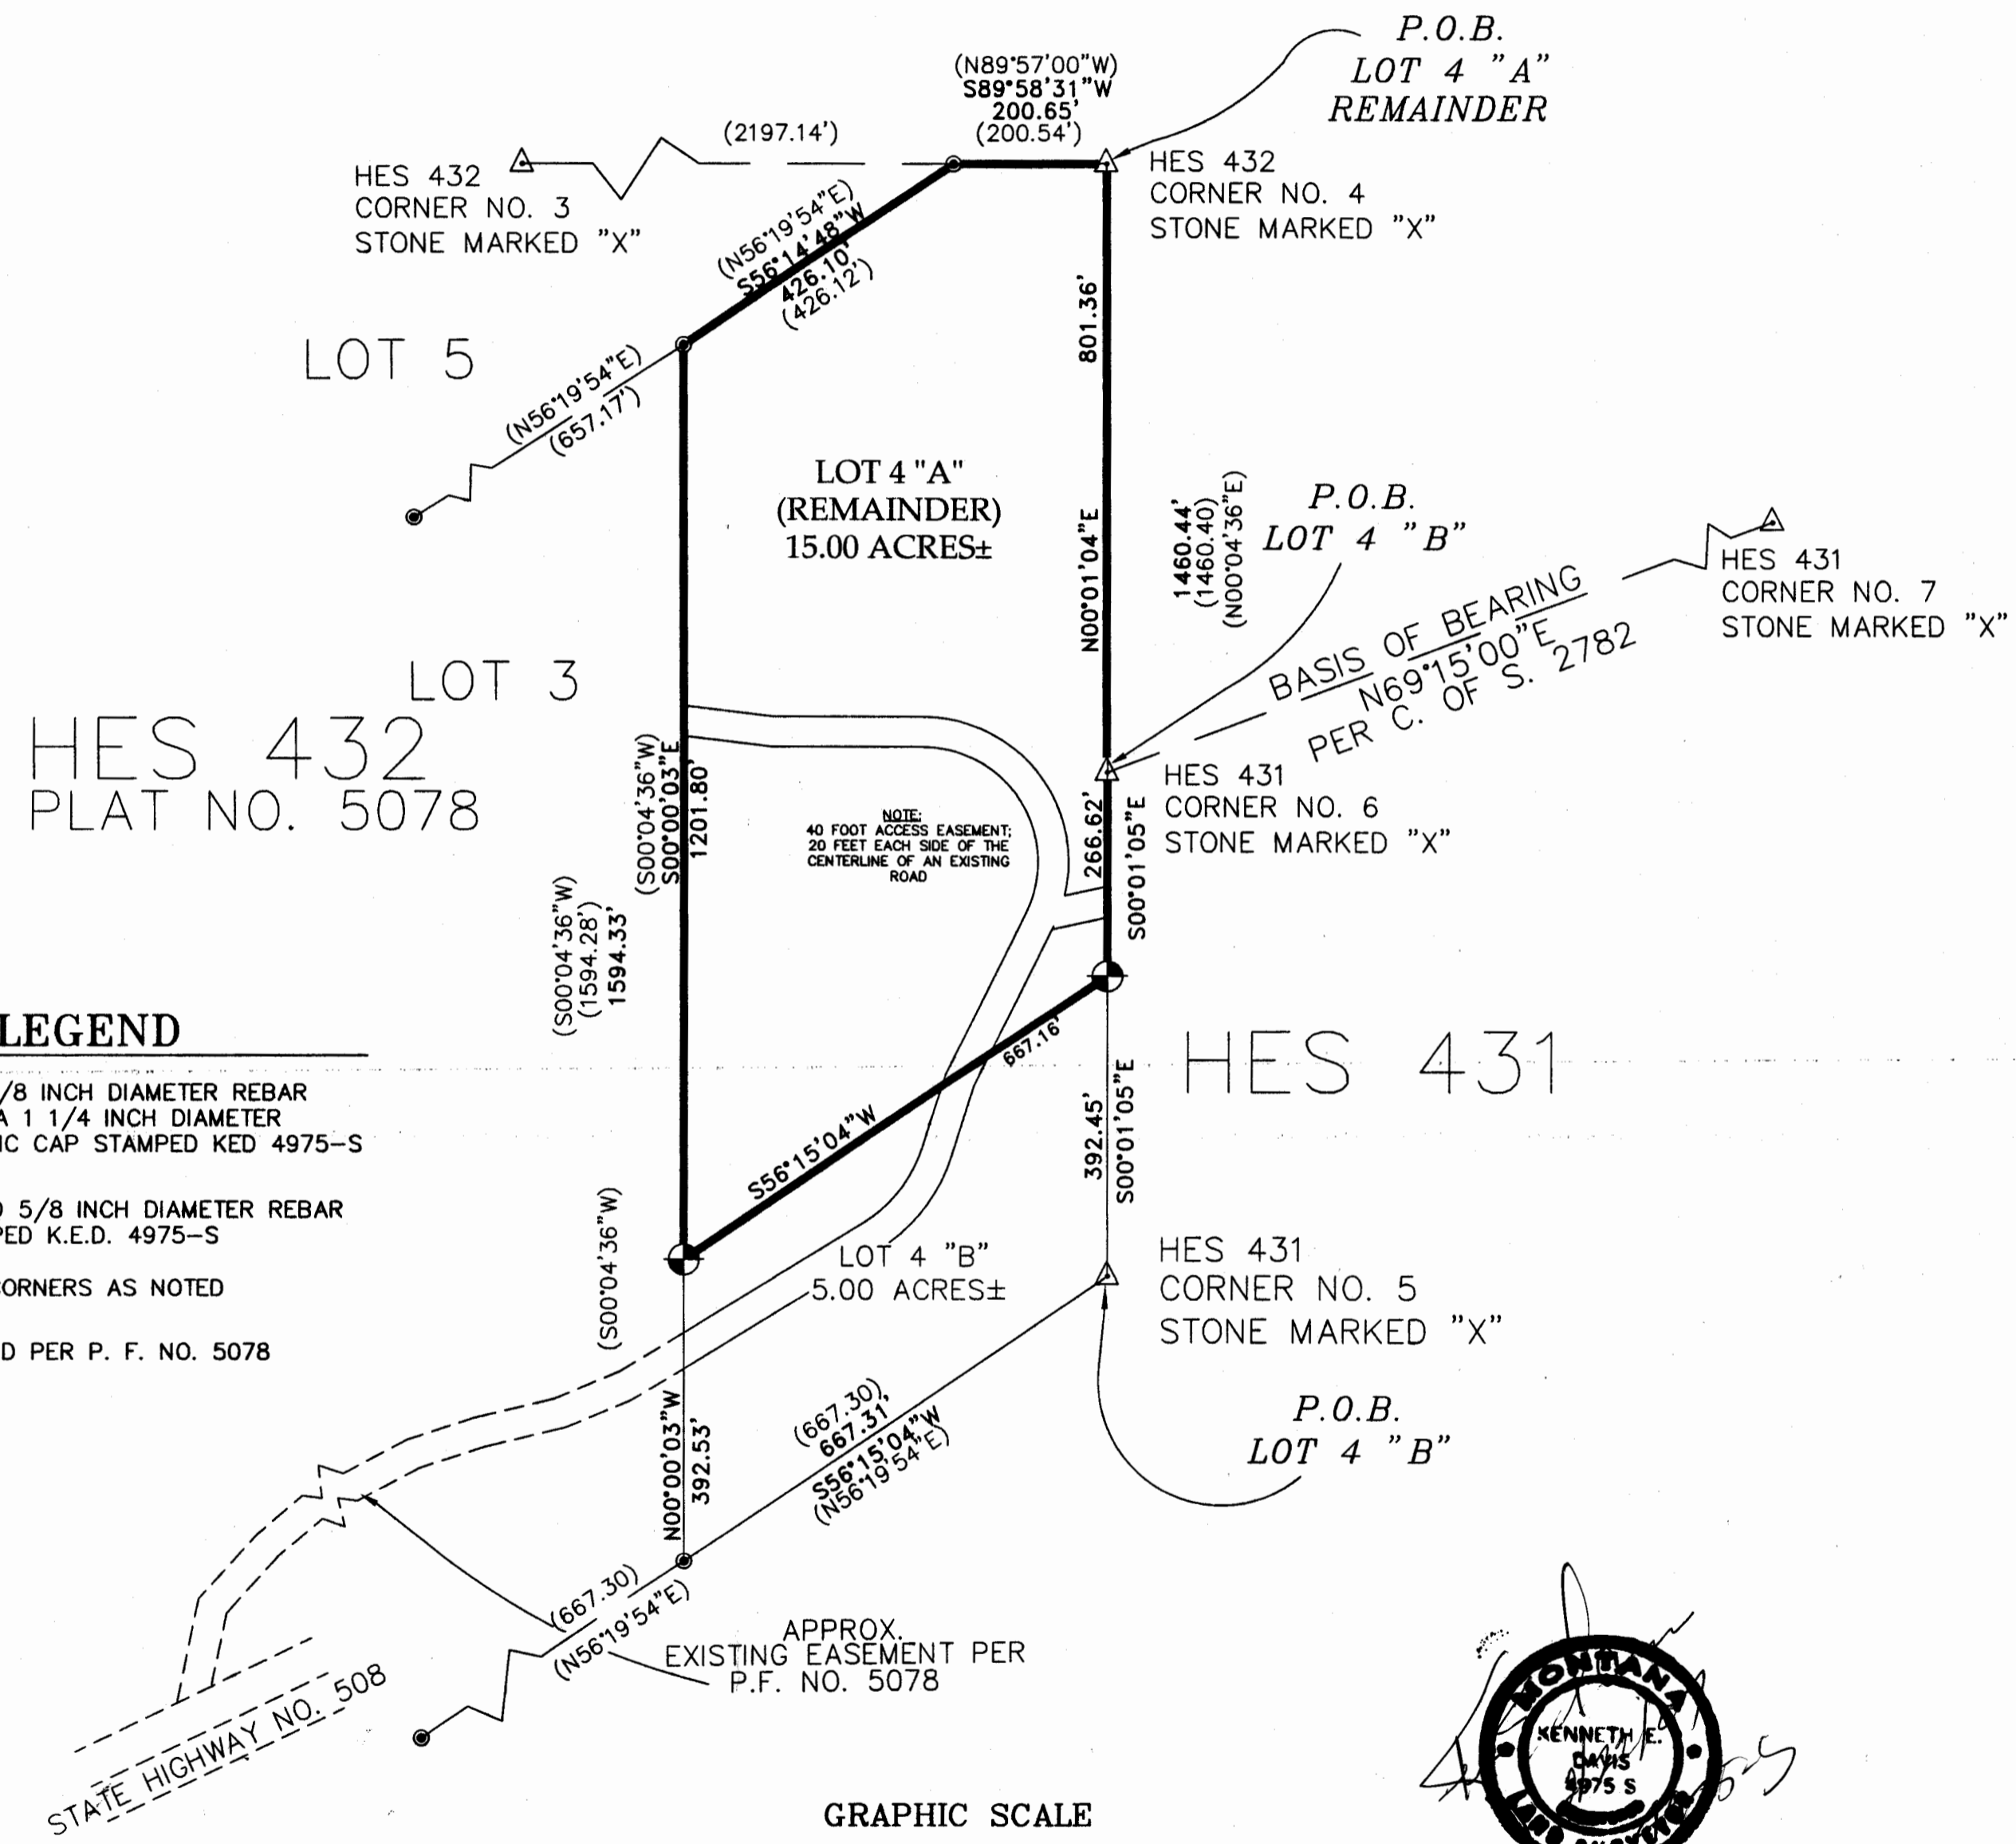 P.O.B.
LOT 4 "A"
REMAINDER
(N89°57'00"W)
S89°58'31"W
200.65'
(200.54')
(2197.14')
HES 432
CORNER NO. 3
STONE MARKED "X"
HES 432
CORNER NO. 4
STONE MARKED "X"
(N56°19'54"E)
S56°14'48"W
426.10'
(426.12')
801.36'
N00°01'04"E
LOT 5
(N56°19'54"E)
(657.17')
LOT 4 "A"
(REMAINDER)
15.00 ACRES±
1460.44'
(1460.40)
(N00°04'36"E)
P.O.B.
LOT 4 "B"
HES 431
CORNER NO. 7
STONE MARKED "X"
BASIS OF BEARING
N69°15'00"E
PER C. OF S. 2782
LOT 3
HES 432
PLAT NO. 5078
(S00°04'36"W)
S00°00'03"E
1201.80'
HES 431
CORNER NO. 6
STONE MARKED "X"
NOTE:
40 FOOT ACCESS EASEMENT;
20 FEET EACH SIDE OF THE
CENTERLINE OF AN EXISTING
ROAD
266.62'
S00°01'05"E
(S00°04'36"W)
(1594.28')
1594.33'
LEGEND
/8 INCH DIAMETER REBAR
A 1 1/4 INCH DIAMETER
IC CAP STAMPED KED 4975-S
5/8 INCH DIAMETER REBAR
PED K.E.D. 4975-S
CORNERS AS NOTED
D PER P. F. NO. 5078
667.16'
S56°15'04"W
HES 431
392.45'
S00°01'05"E
(S00°04'36"W)
LOT 4 "B"
5.00 ACRES±
HES 431
CORNER NO. 5
STONE MARKED "X"
P.O.B.
LOT 4 "B"
N00°00'03"W
392.53'
(667.30)
667.31'
S56°15'04"W
(N56°19'54"E)
(667.30)
(N56°19'54"E)
APPROX.
EXISTING EASEMENT PER
P.F. NO. 5078
STATE HIGHWAY NO. 508
GRAPHIC SCALE
MONTANA
KENNETH E.
DAVIS
4975 S